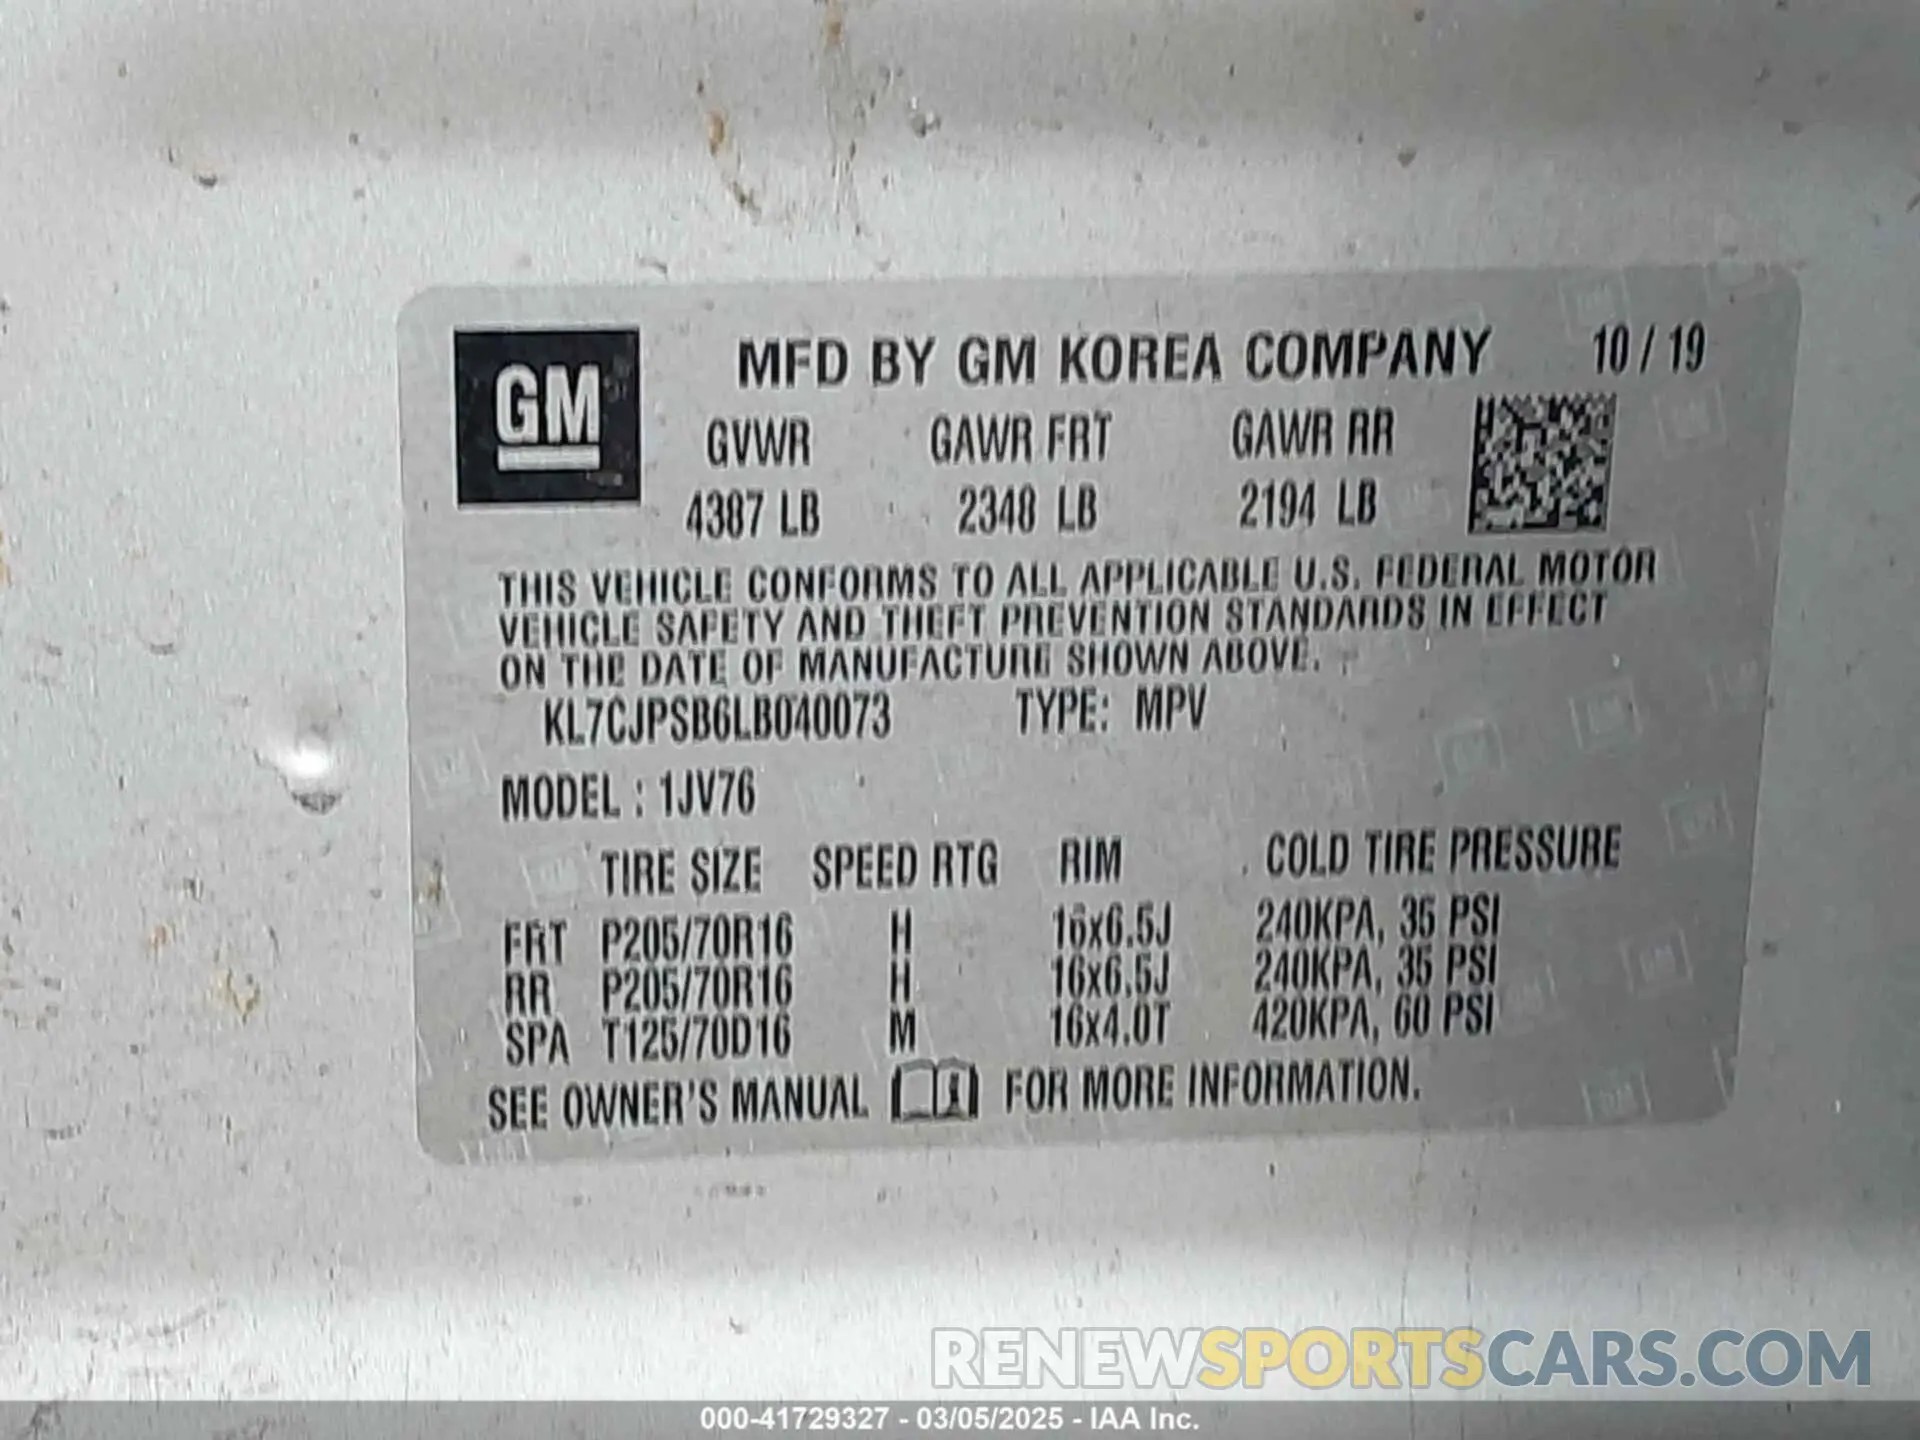 GM
MFD BY GM KOREA COMPANY 10 / 19
GVWR GAWR FRT GAWR RR
4387 LB 2348 LB 2194 LB
THIS VEHICLE CONFORMS TO ALL APPLICABLE U.S. FEDERAL MOTOR
VEHICLE SAFETY AND THEFT PREVENTION STANDARDS IN EFFECT
ON THE DATE OF MANUFACTURE SHOWN ABOVE.
KL7CJPSB6LB040073 TYPE: MPV
MODEL : 1JV76
TIRE SIZE SPEED RTG RIM COLD TIRE PRESSURE
FRT P205/70R16 H 16x6.5J 240KPA, 35 PSI
RR P205/70R16 H 16x6.5J 240KPA, 35 PSI
SPA T125/70D16 M 16x4.0T 420KPA, 60 PSI
SEE OWNER'S MANUAL FOR MORE INFORMATION.
RENEWSPORTSCARS.COM
000-41729327 - 03/05/2025 - IAA Inc.